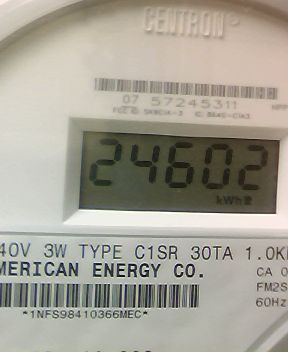 CENTRON®
07 57245311
24602
kWh
40V 3W TYPE C1SR 30TA 1.0K
MERICAN ENERGY CO.
CA 0
FM2S
60Hz
*1NFS98410366MEC*